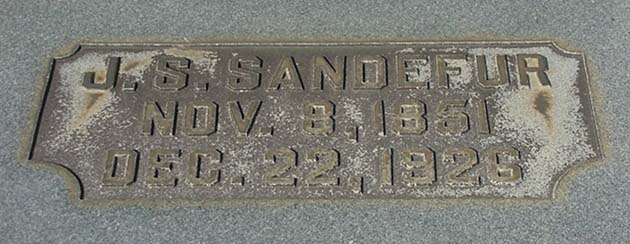 J. S. SANDEFUR
NOV. 8, 1851
DEC. 22, 1926